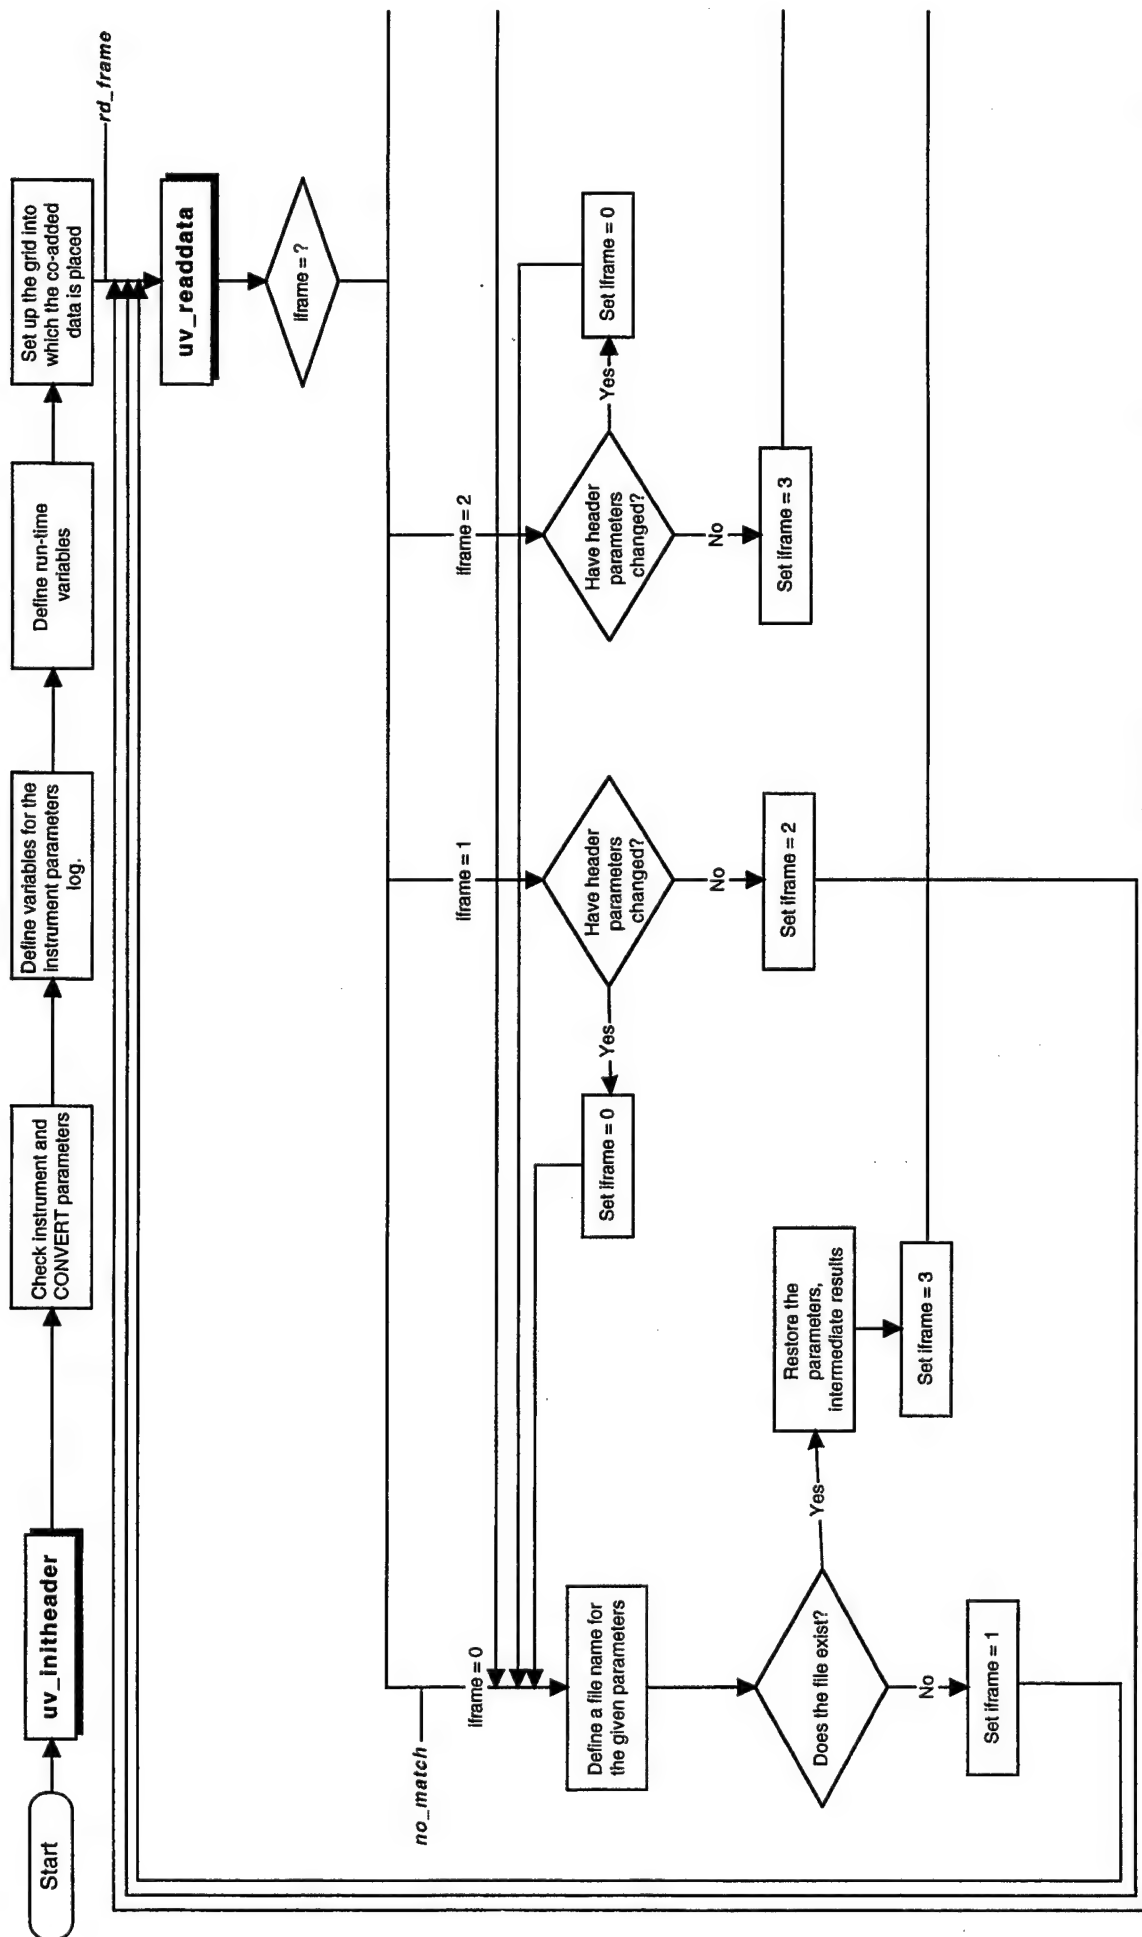 Start
uv_initheader
Check instrument and
CONVERT parameters
Define variables for the
instrument parameters
log.
Define run-time
variables
Set up the grid into
which the co-added
data is placed
rd_frame
uv_readdata
iframe = ?
no_match
iframe = 0
iframe = 1
iframe = 2
Define a file name for
the given parameters
Does the file exist?
Yes
No
Set iframe = 1
Restore the
parameters,
intermediate results
Set iframe = 3
Have header
parameters
changed?
Yes
Set iframe = 0
No
Set iframe = 2
Have header
parameters
changed?
Yes
Set iframe = 0
No
Set iframe = 3